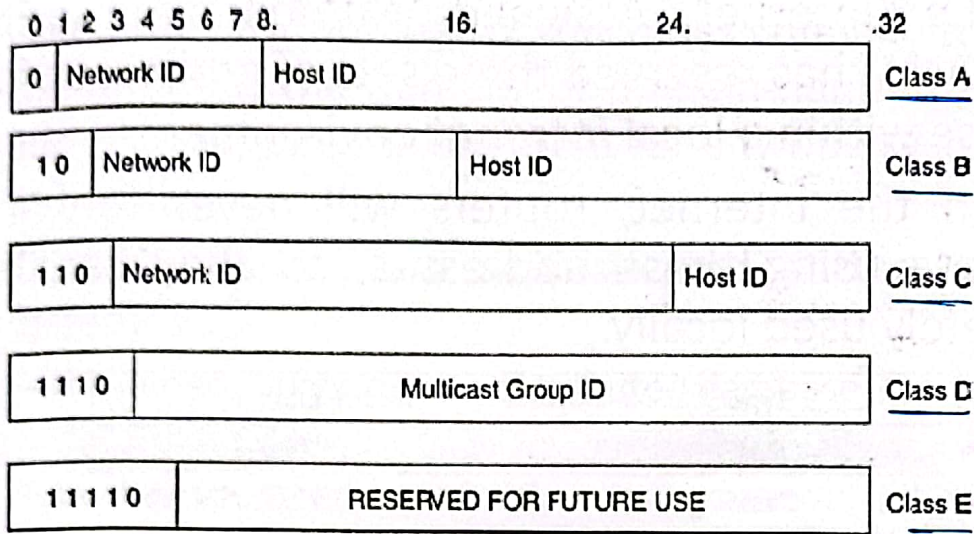 0 1 2 3 4 5 6 7 8. 16. 24. .32
0 Network ID Host ID Class A
1 0 Network ID Host ID Class B
1 1 0 Network ID Host ID Class C
1 1 1 0 Multicast Group ID Class D
1 1 1 1 0 RESERVED FOR FUTURE USE Class E